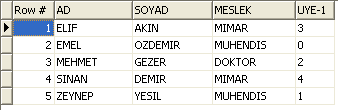 Row # AD SOYAD MESLEK UYE-1
1 ELIF AKIN MIMAR 3
2 EMEL OZDEMIR MUHENDIS 0
3 MEHMET GEZER DOKTOR 2
4 SINAN DEMIR MIMAR 4
5 ZEYNEP YESIL MUHENDIS 1